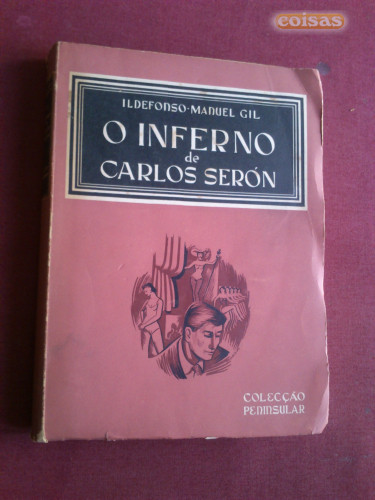 coisas
ILDEFONSO-MANUEL GIL
O INFERNO
de
CARLOS SERÓN
COLECÇÃO
PENINSULAR